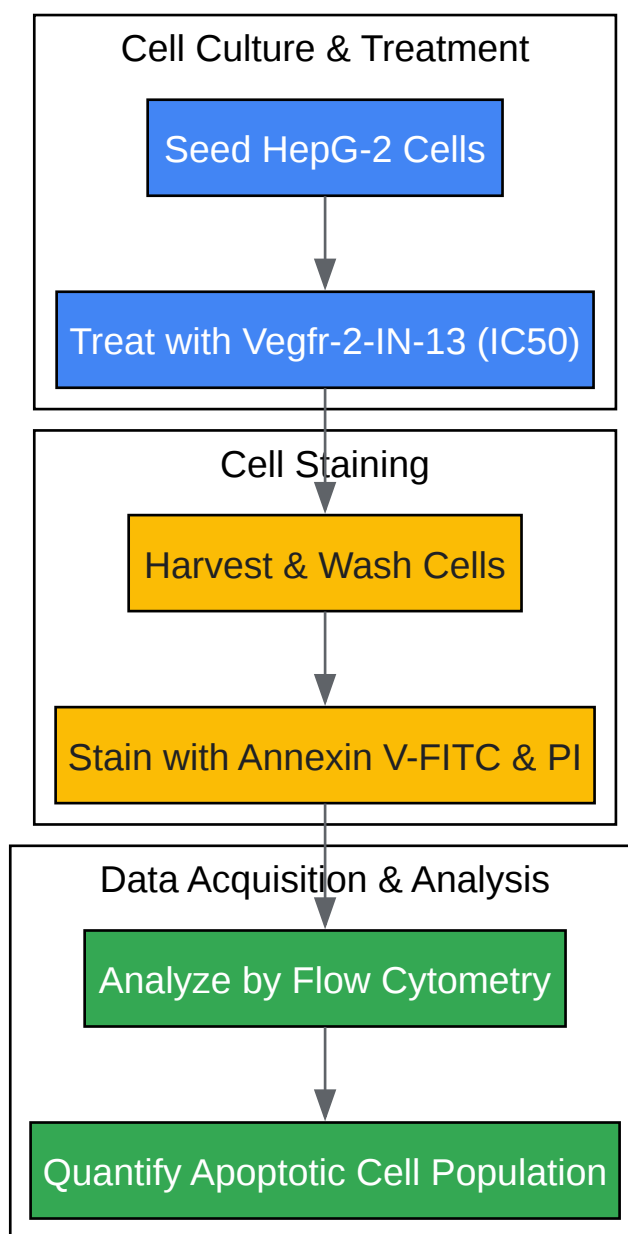 Cell Culture & Treatment
Seed HepG-2 Cells
Treat with Vegfr-2-IN-13 (IC50)
Cell Staining
Harvest & Wash Cells
Stain with Annexin V-FITC & PI
Data Acquisition & Analysis
Analyze by Flow Cytometry
Quantify Apoptotic Cell Population